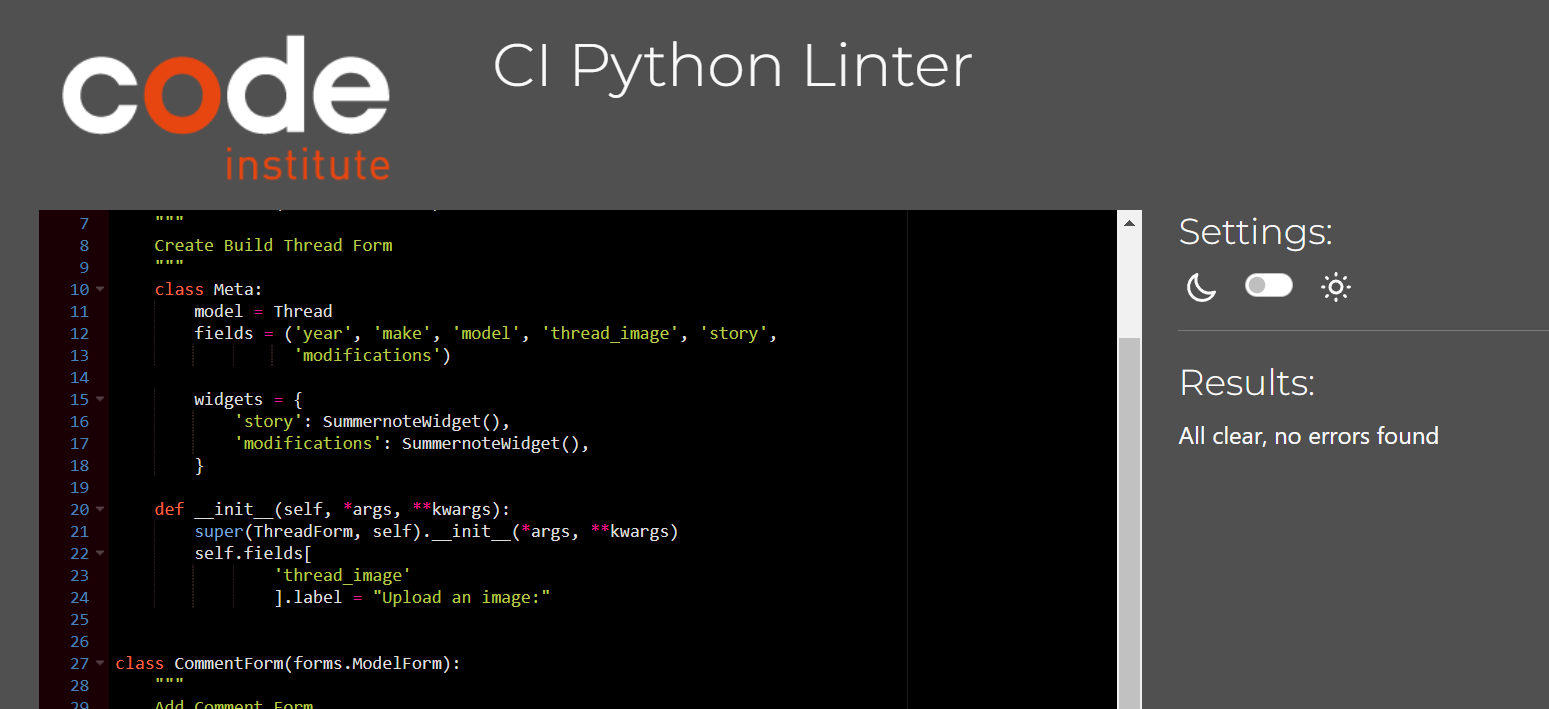 code
institute
CI Python Linter
7 """
8 Create Build Thread Form
9 """
10 class Meta:
11 model = Thread
12 fields = ('year', 'make', 'model', 'thread_image', 'story',
13 'modifications')
14
15 widgets = {
16 'story': SummernoteWidget(),
17 'modifications': SummernoteWidget(),
18 }
19
20 def __init__(self, *args, **kwargs):
21 super(ThreadForm, self).__init__(*args, **kwargs)
22 self.fields[
23 'thread_image'
24 ].label = "Upload an image:"
25
26
27 class CommentForm(forms.ModelForm):
28 """
29 Add Comment Form
Settings:
Results:
All clear, no errors found